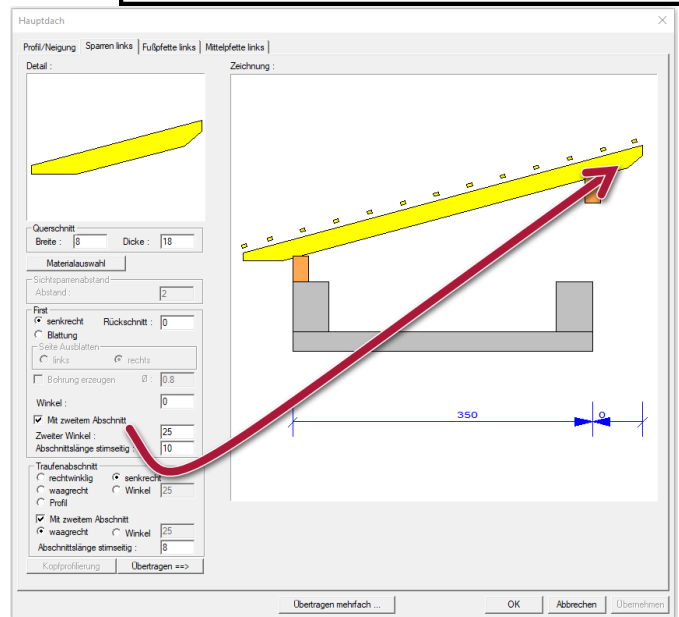 Hauptdach
Profil/Neigung Sparren links Fußpfette links Mittelpfette links
Detail :
Zeichnung :
Querschnitt
Breite : 8 Dicke : 18
Materialauswahl
Sichtsparrenabstand
Abstand : 2
First
senkrecht Rückschnitt : 0
Blattung
Seite Ausblatten
links rechts
Bohrung erzeugen Ø : 0.8
Winkel : 0
Mit zweitem Abschnitt
Zweiter Winkel : 25
Abschnittslänge stirnseitig : 10
Traufenabschnitt
rechtwinklig senkrecht
waagrecht Winkel 25
Profil
Mit zweitem Abschnitt
waagrecht Winkel 25
Abschnittslänge stirnseitig : 8
Kopfprofilierung Übertragen ==>
350 0
Übertragen mehrfach ... OK Abbrechen Übernehmen